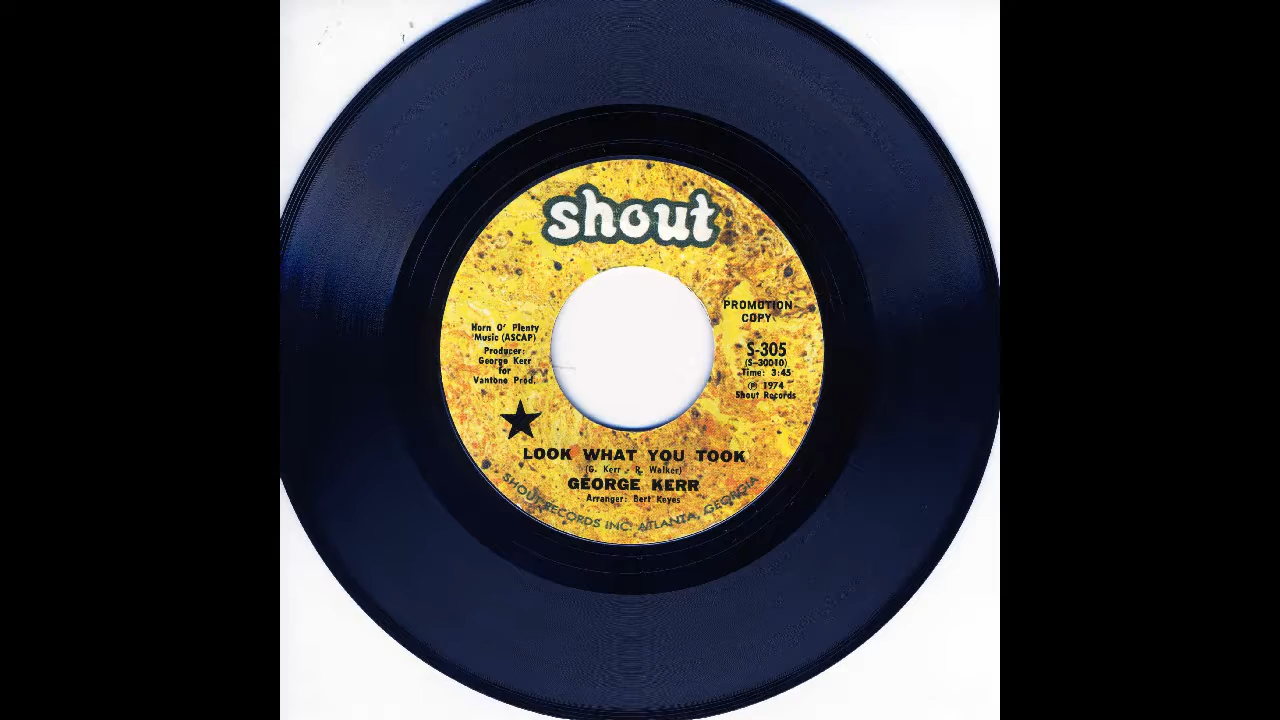 shout
PROMOTION
COPY
Horn O' Plenty
Music (ASCAP)
Producer:
George Kerr
for
Vantone Prod.
S-305
(S-30010)
Time: 3:45
℗ 1974
Shout Records
LOOK WHAT YOU TOOK
(G. Kerr - R. Walker)
GEORGE KERR
Arranger: Bert Keyes
SHOUT RECORDS INC. ATLANTA, GEORGIA